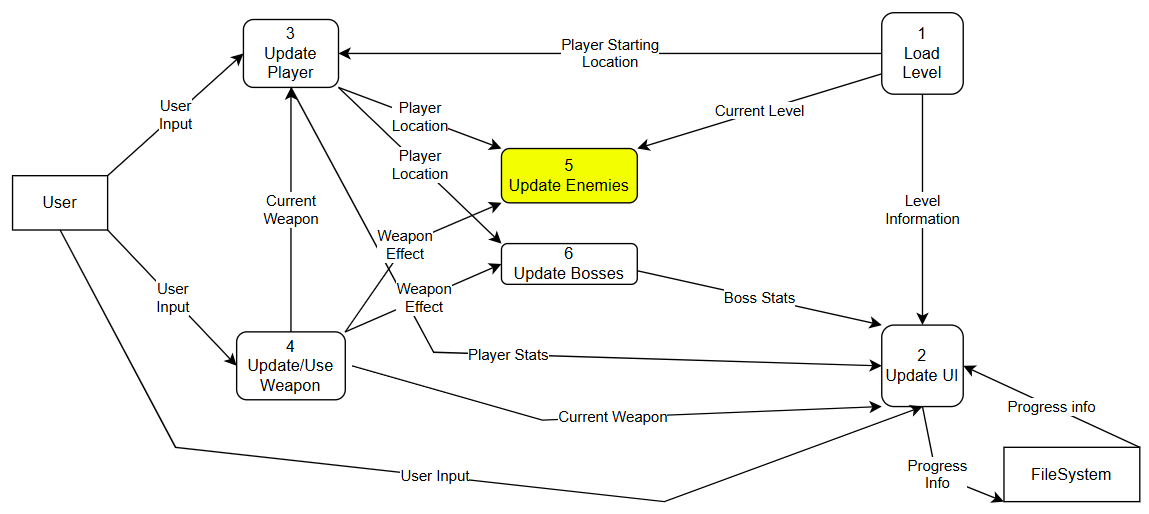 3
Update
Player
1
Load
Level
Player Starting
Location
User
Input
Player
Location
Current Level
Player
Location
5
Update Enemies
User
Current
Weapon
Level
Information
Weapon
Effect
6
Update Bosses
User
Input
Weapon
Effect
Boss Stats
4
Update/Use
Weapon
Player Stats
2
Update UI
Current Weapon
Progress info
User Input
Progress
Info
FileSystem